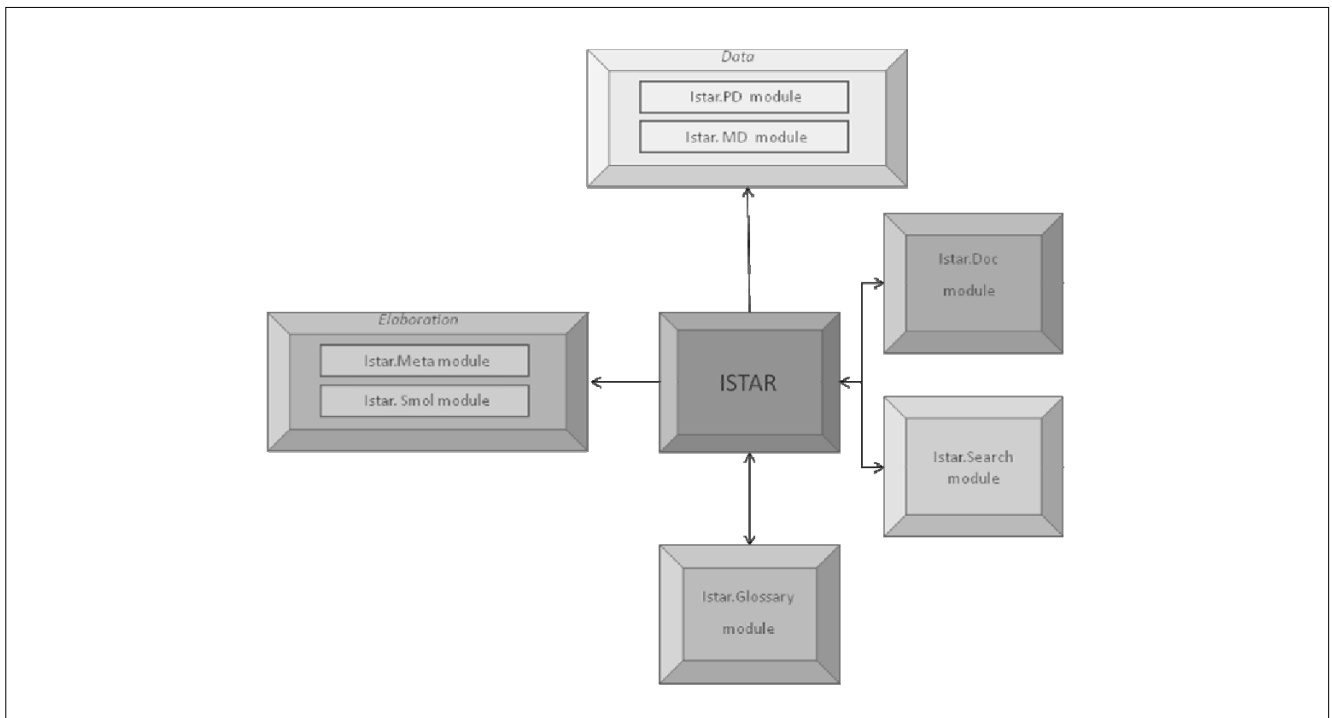 Data
Istar.PD module
Istar. MD module
Istar.Doc
module
Elaboration
Istar.Meta module
Istar. Smol module
ISTAR
Istar.Search
module
Istar.Glossary
module